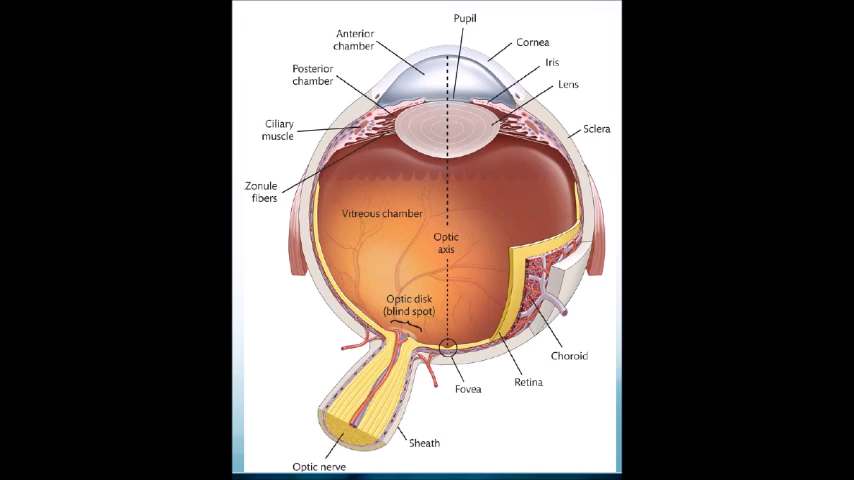 Pupil
Anterior
chamber
Cornea
Iris
Posterior
chamber
Lens
Ciliary
muscle
Sclera
Zonule
fibers
Vitreous chamber
Optic
axis
Optic disk
(blind spot)
Choroid
Retina
Fovea
Sheath
Optic nerve